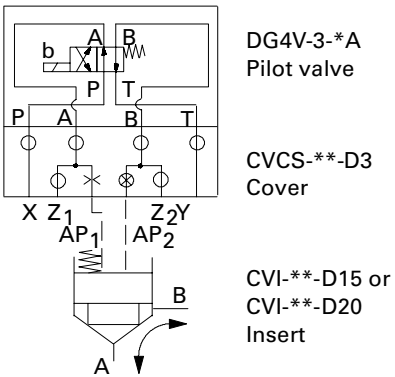 A B
b
P T
DG4V-3-*A
Pilot valve
P A B T
CVCS-**-D3
Cover
X Z1 Z2 Y
AP1 AP2
B
A
CVI-**-D15 or
CVI-**-D20
Insert